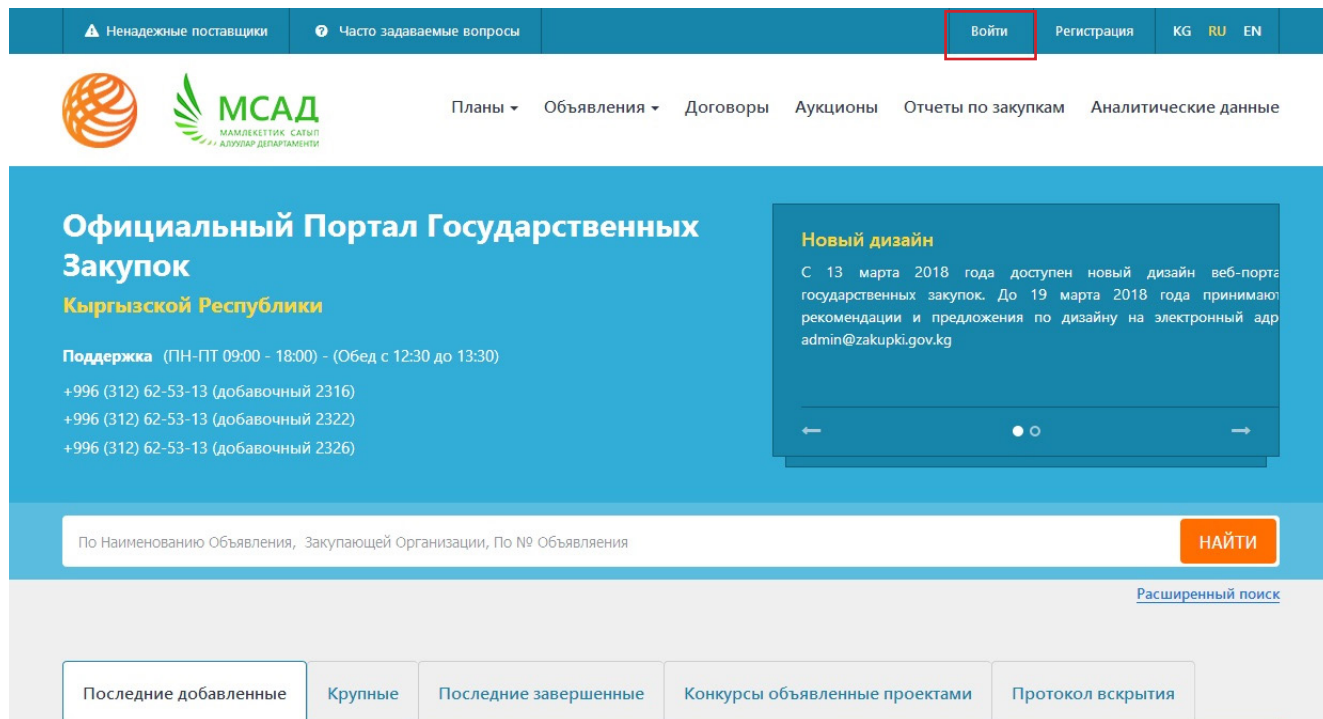 Ненадежные поставщики
Часто задаваемые вопросы
Войти
Регистрация
KG RU EN
МСАД
МАМЛЕКЕТТИК САТЫП
АЛУУЛАР ДЕПАРТАМЕНТИ
Планы
Объявления
Договоры
Аукционы
Отчеты по закупкам
Аналитические данные
Официальный Портал Государственных
Закупок
Кыргызской Республики
Поддержка (ПН-ПТ 09:00 - 18:00) - (Обед с 12:30 до 13:30)
+996 (312) 62-53-13 (добавочный 2316)
+996 (312) 62-53-13 (добавочный 2322)
+996 (312) 62-53-13 (добавочный 2326)
Новый дизайн
С 13 марта 2018 года доступен новый дизайн веб-порта
государственных закупок. До 19 марта 2018 года принимают
рекомендации и предложения по дизайну на электронный адр
admin@zakupki.gov.kg
По Наименованию Объявления, Закупающей Организации, По № Объявляения
НАЙТИ
Расширенный поиск
Последние добавленные
Крупные
Последние завершенные
Конкурсы объявленные проектами
Протокол вскрытия